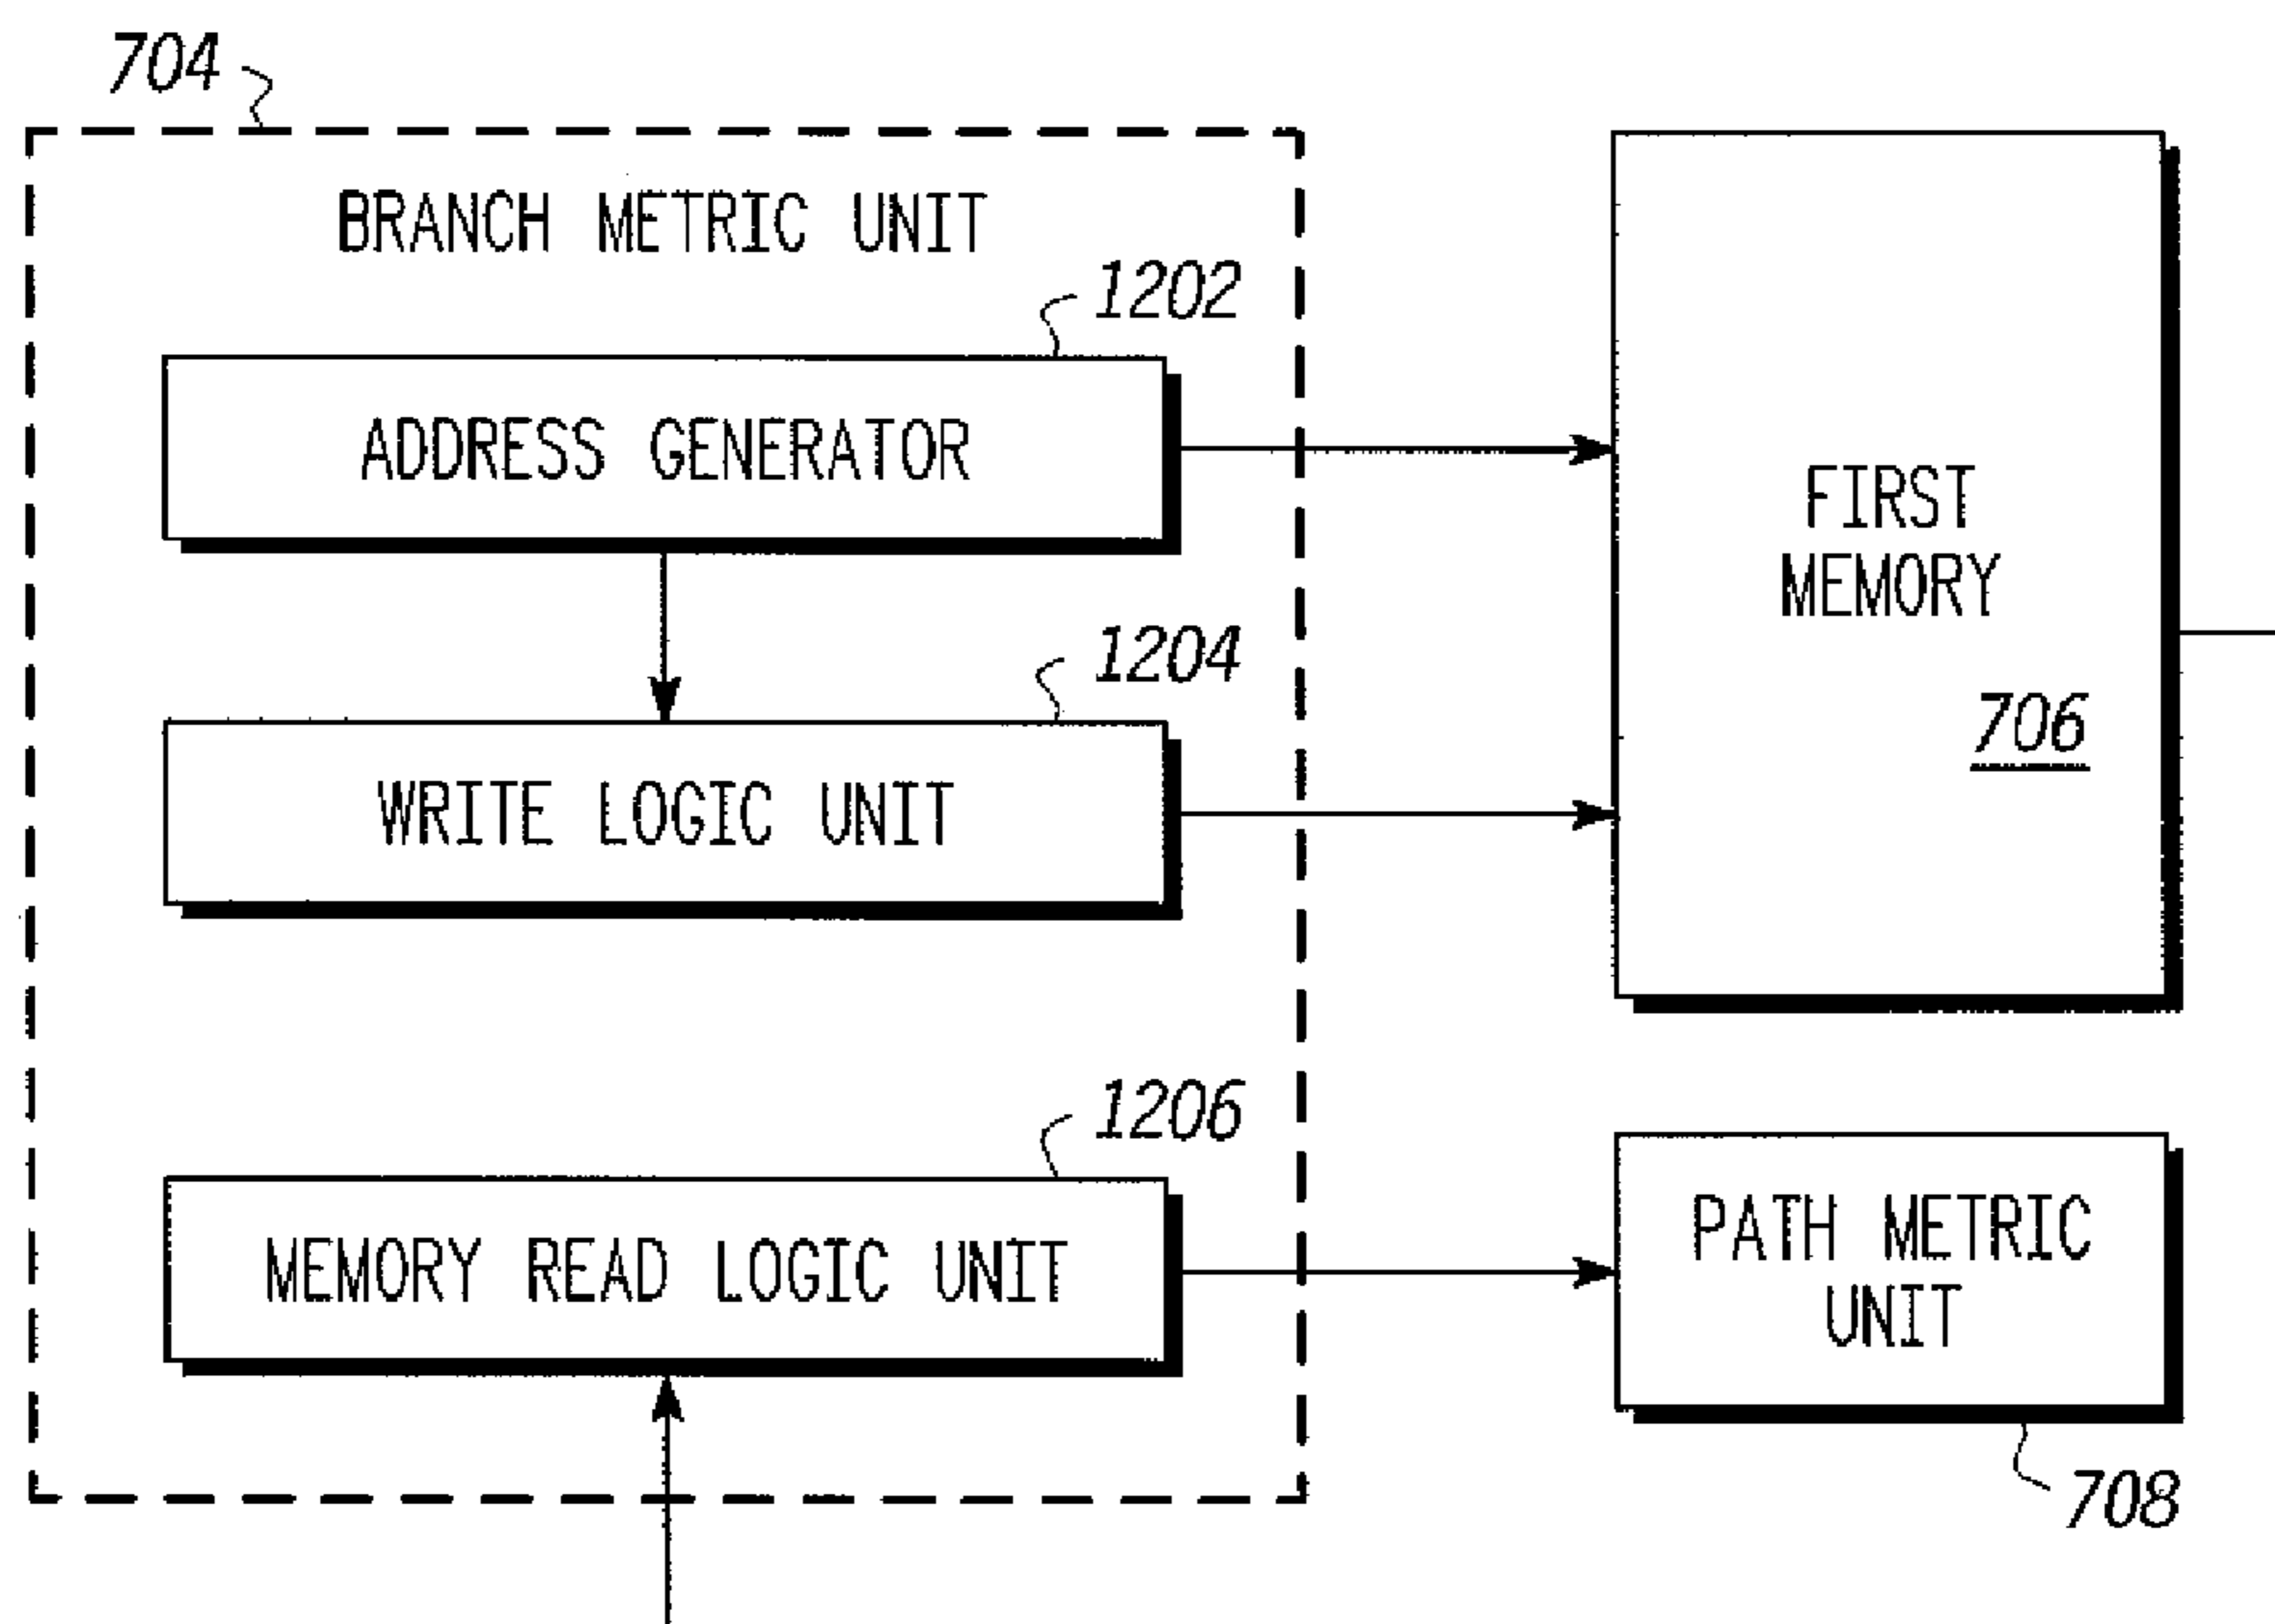 704
BRANCH METRIC UNIT
1202
ADDRESS GENERATOR
1204
WRITE LOGIC UNIT
1206
MEMORY READ LOGIC UNIT
FIRST
MEMORY
706
PATH METRIC
UNIT
708